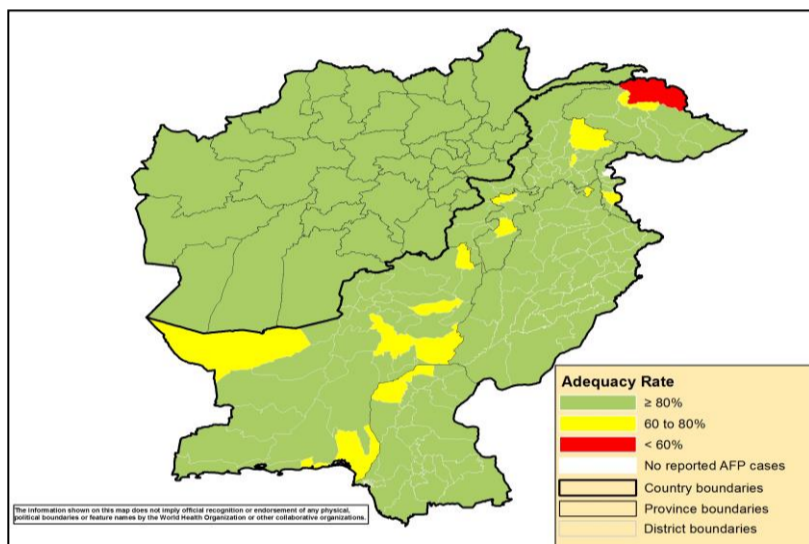 Adequacy Rate
≥ 80%
60 to 80%
< 60%
No reported AFP cases
Country boundaries
Province boundaries
District boundaries
The information shown on this map does not imply official recognition or endorsement of any physical,
political boundaries or feature names by the World Health Organization or other collaborative organizations.